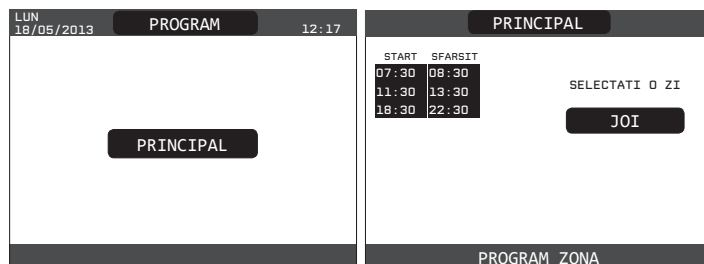 LUN
18/05/2013 PROGRAM 12:17
PRINCIPAL
PRINCIPAL
START SFARSIT
07:30 08:30
11:30 13:30
18:30 22:30
SELECTATI O ZI
JOI
PROGRAM ZONA